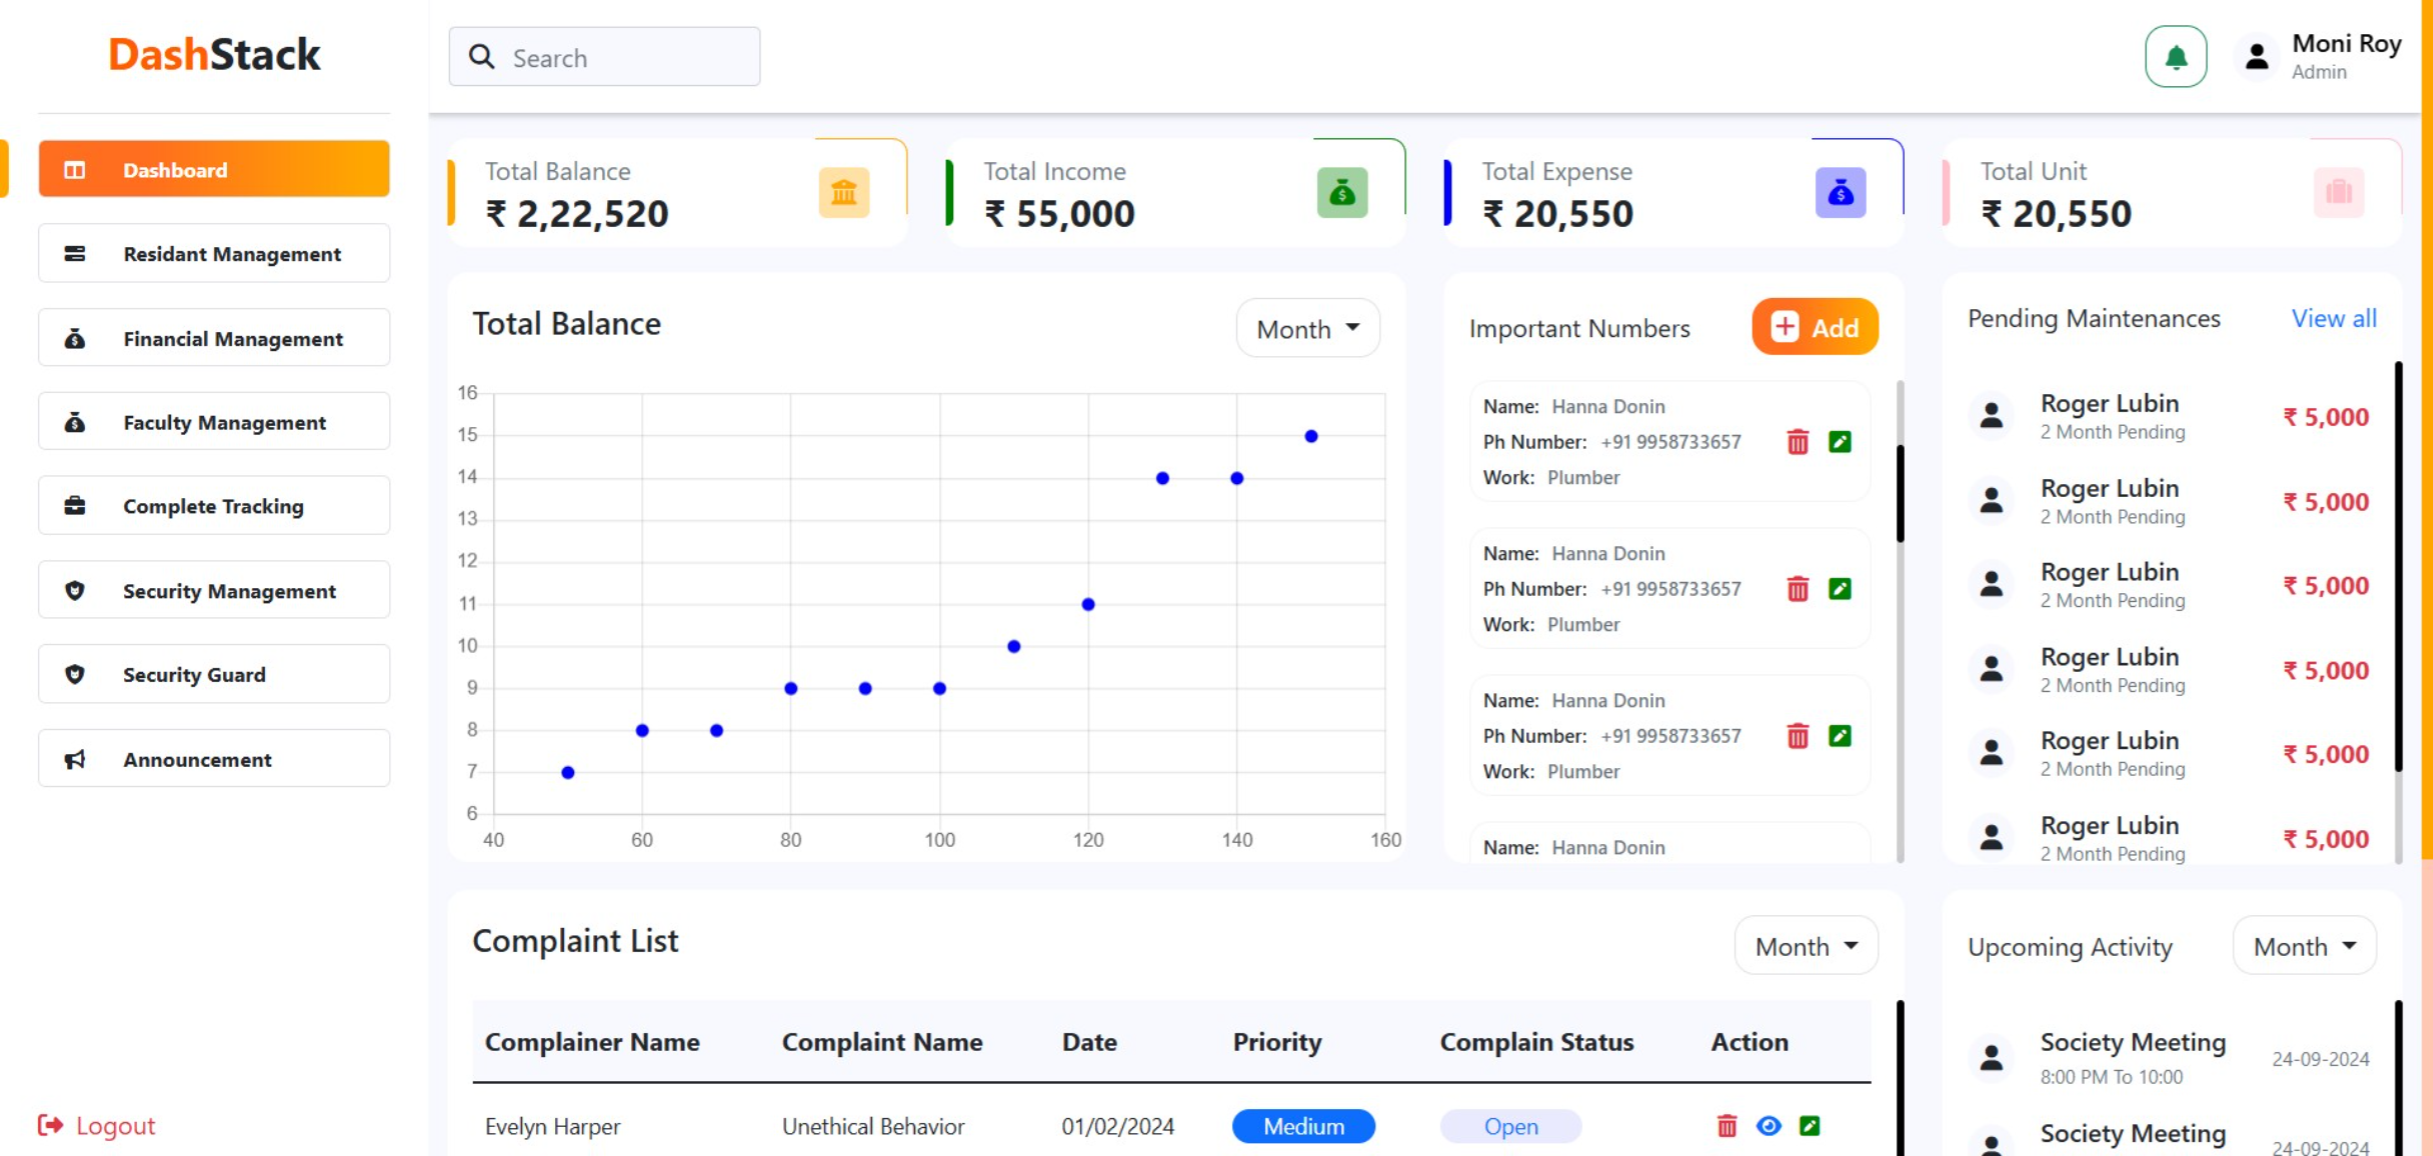 DashStack
Search
Moni Roy
Admin
Dashboard
Residant Management
Financial Management
Faculty Management
Complete Tracking
Security Management
Security Guard
Announcement
Logout
Total Balance
₹ 2,22,520
Total Income
₹ 55,000
Total Expense
₹ 20,550
Total Unit
₹ 20,550
Total Balance
Month
16
15
14
13
12
11
10
9
8
7
6
40 60 80 100 120 140 160
Important Numbers
Add
Name: Hanna Donin
Ph Number: +91 9958733657
Work: Plumber
Name: Hanna Donin
Ph Number: +91 9958733657
Work: Plumber
Name: Hanna Donin
Ph Number: +91 9958733657
Work: Plumber
Name: Hanna Donin
Pending Maintenances View all
Roger Lubin
2 Month Pending
₹ 5,000
Roger Lubin
2 Month Pending
₹ 5,000
Roger Lubin
2 Month Pending
₹ 5,000
Roger Lubin
2 Month Pending
₹ 5,000
Roger Lubin
2 Month Pending
₹ 5,000
Roger Lubin
2 Month Pending
₹ 5,000
Complaint List
Month
Complainer Name Complaint Name Date Priority Complain Status Action
Evelyn Harper Unethical Behavior 01/02/2024 Medium Open
Upcoming Activity
Month
Society Meeting
8:00 PM To 10:00
24-09-2024
Society Meeting
24-09-2024